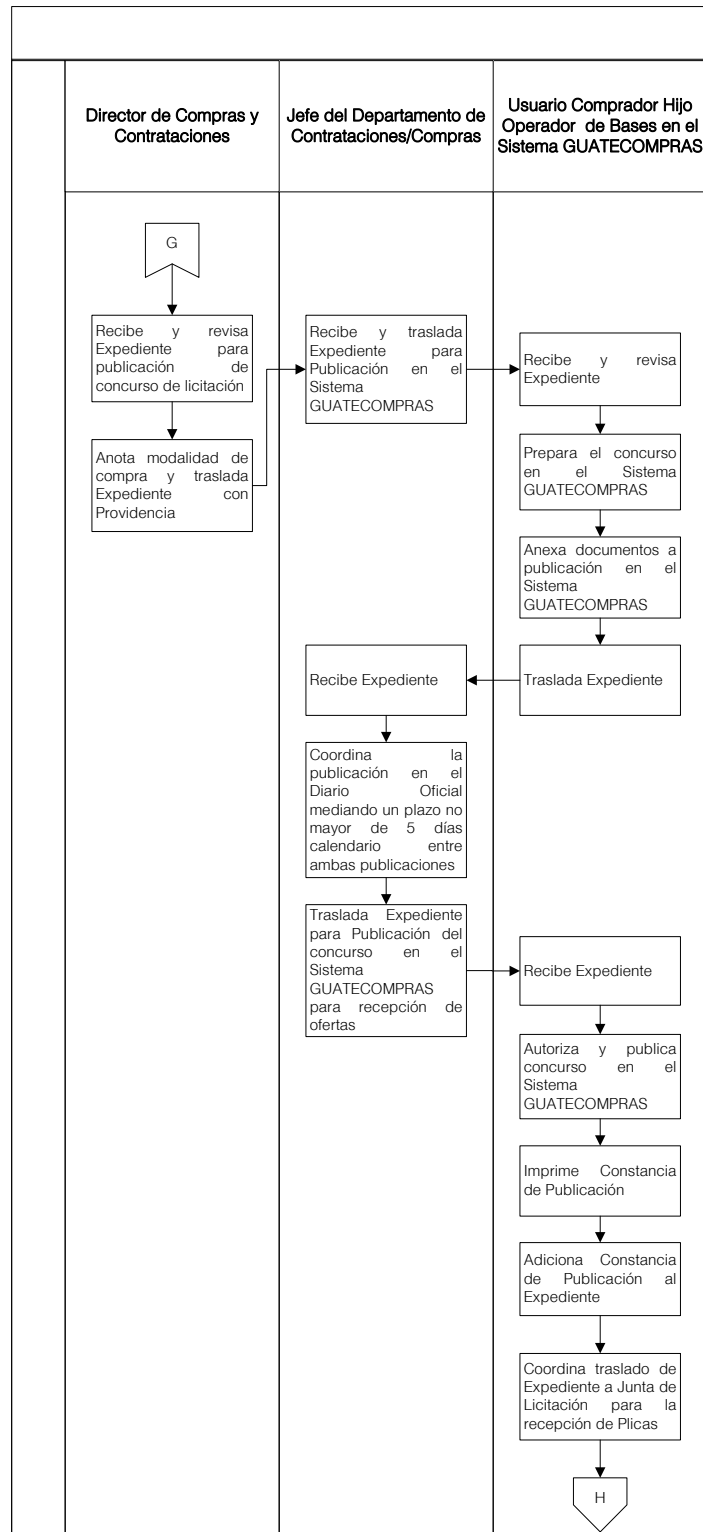 Director de Compras y
Contrataciones
Jefe del Departamento de
Contrataciones/Compras
Usuario Comprador Hijo
Operador de Bases en el
Sistema GUATECOMPRAS
G
Recibe y revisa
Expediente para
publicación de
concurso de licitación
Anota modalidad de
compra y traslada
Expediente con
Providencia
Recibe y traslada
Expediente para
Publicación en el
Sistema
GUATECOMPRAS
Recibe y revisa
Expediente
Prepara el concurso
en el Sistema
GUATECOMPRAS
Anexa documentos a
publicación en el
Sistema
GUATECOMPRAS
Traslada Expediente
Recibe Expediente
Coordina la
publicación en el
Diario Oficial
mediando un plazo no
mayor de 5 días
calendario entre
ambas publicaciones
Traslada Expediente
para Publicación del
concurso en el
Sistema
GUATECOMPRAS
para recepción de
ofertas
Recibe Expediente
Autoriza y publica
concurso en el
Sistema
GUATECOMPRAS
Imprime Constancia
de Publicación
Adiciona Constancia
de Publicación al
Expediente
Coordina traslado de
Expediente a Junta de
Licitación para la
recepción de Plicas
H